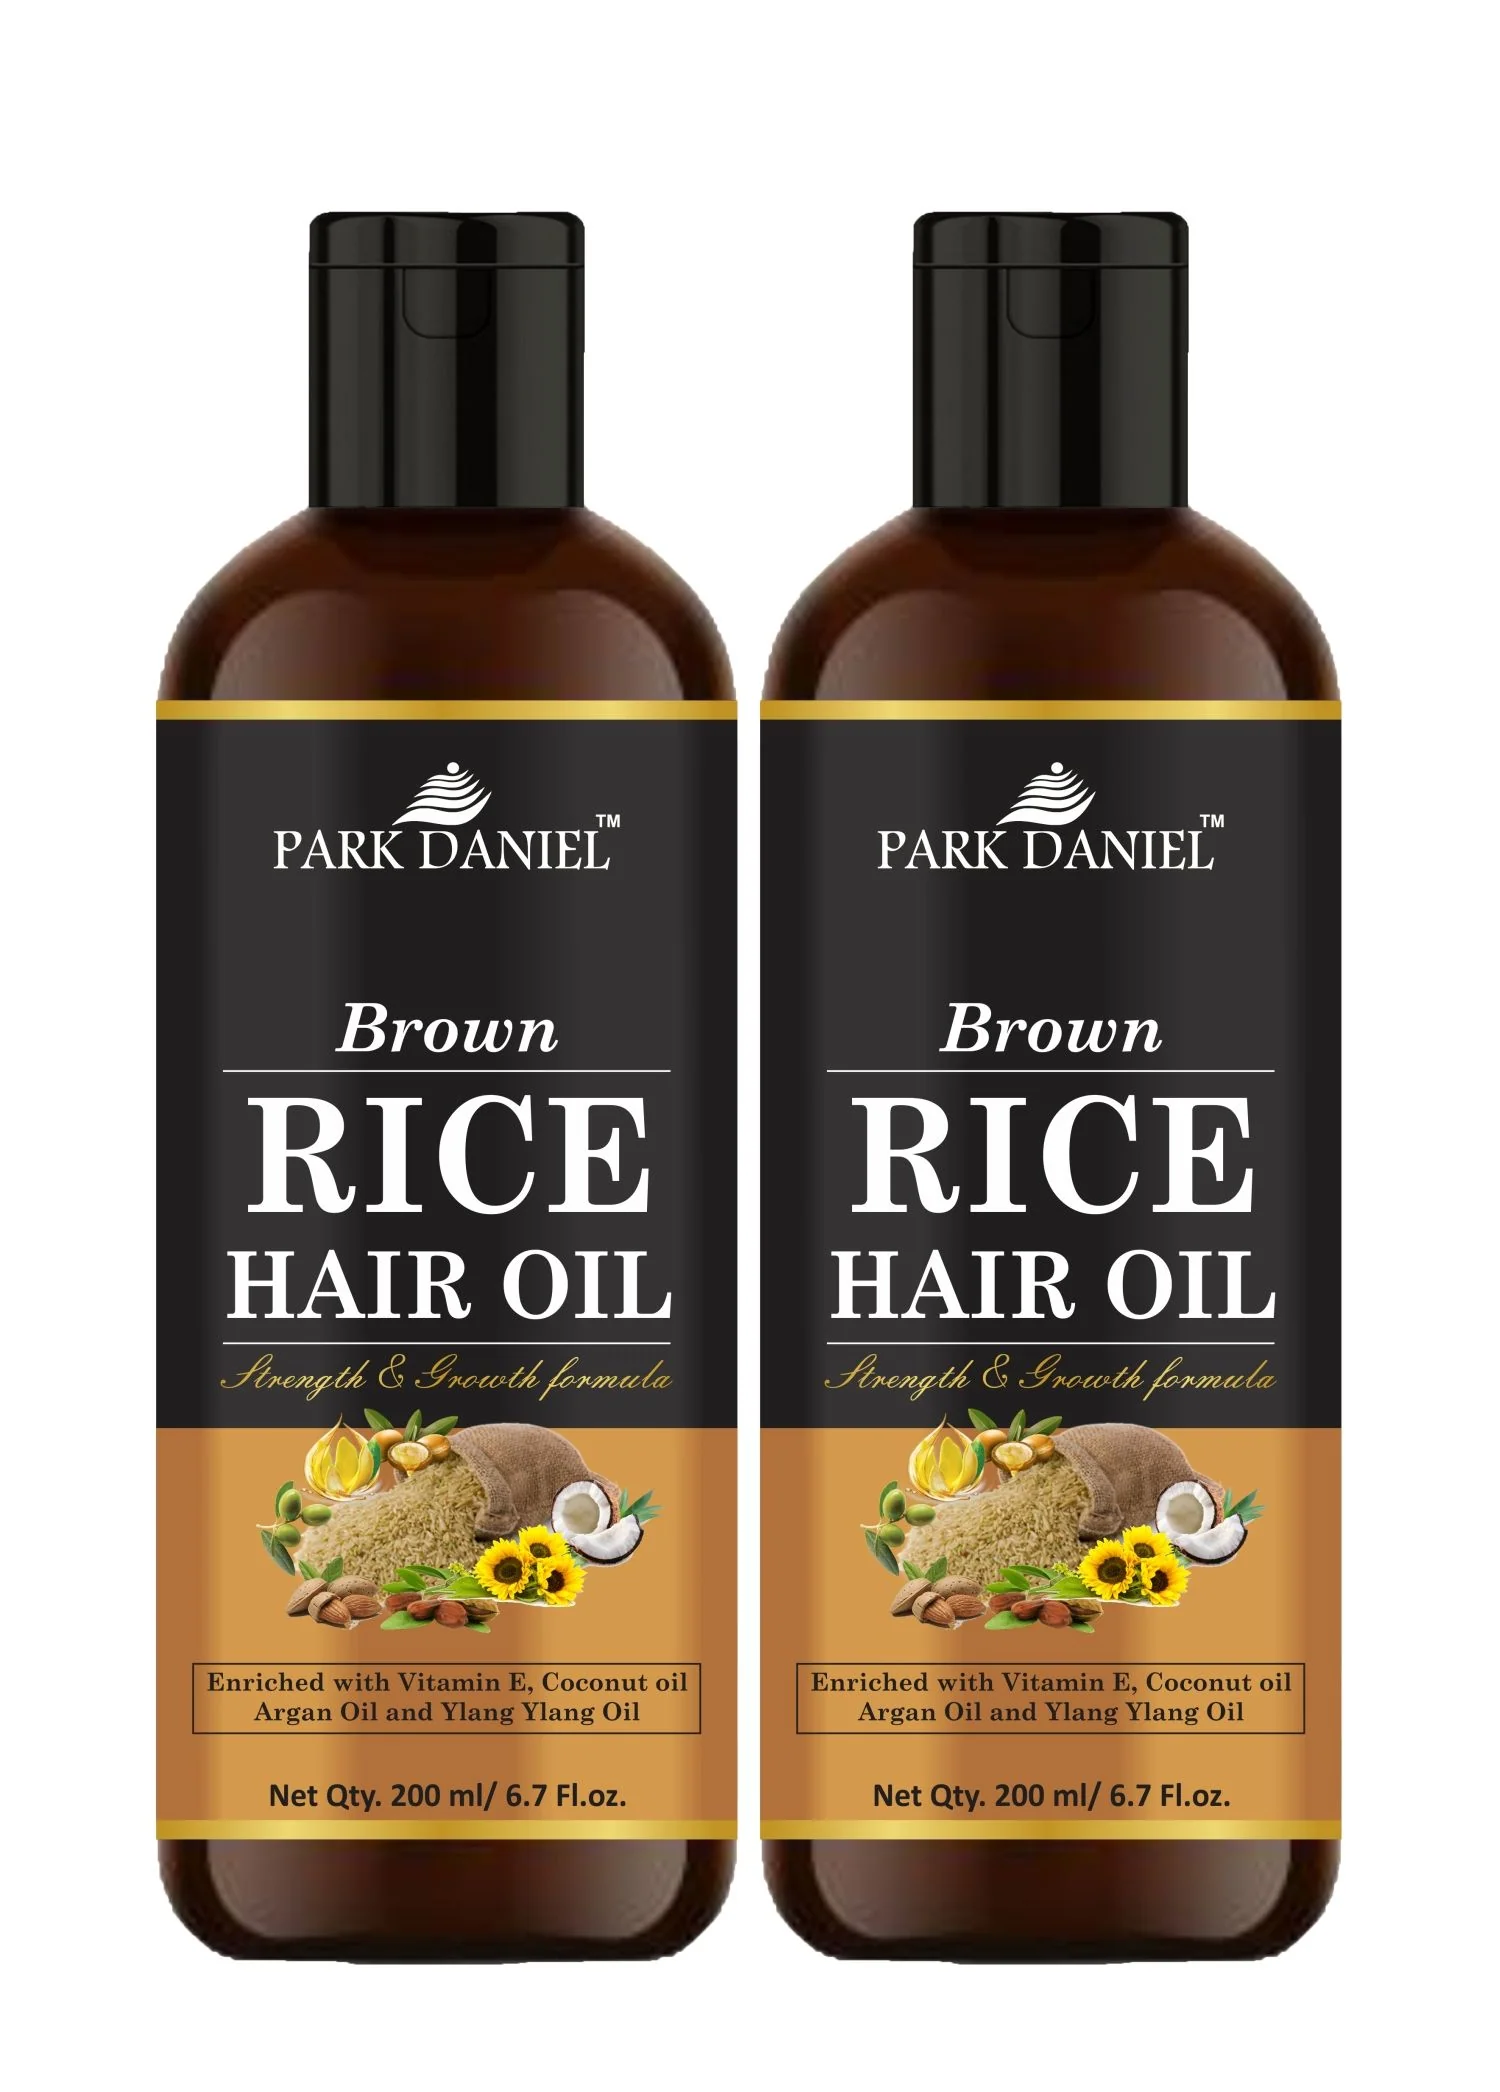 PARK DANIEL™
Brown
RICE
HAIR OIL
Strength & Growth formula
Enriched with Vitamin E, Coconut oil
Argan Oil and Ylang Ylang Oil
Net Qty. 200 ml/ 6.7 Fl.oz.
PARK DANIEL™
Brown
RICE
HAIR OIL
Strength & Growth formula
Enriched with Vitamin E, Coconut oil
Argan Oil and Ylang Ylang Oil
Net Qty. 200 ml/ 6.7 Fl.oz.